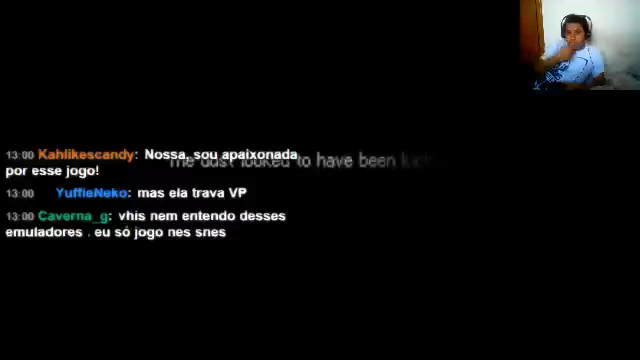 13:00 Kahlikescandy: Nossa, sou apaixonada
por esse jogo!
The dust looked to have been
13:00 YuffieNeko: mas ela trava VP
13:00 Caverna_g: vhis nem entendo desses
emuladores . eu só jogo nes snes